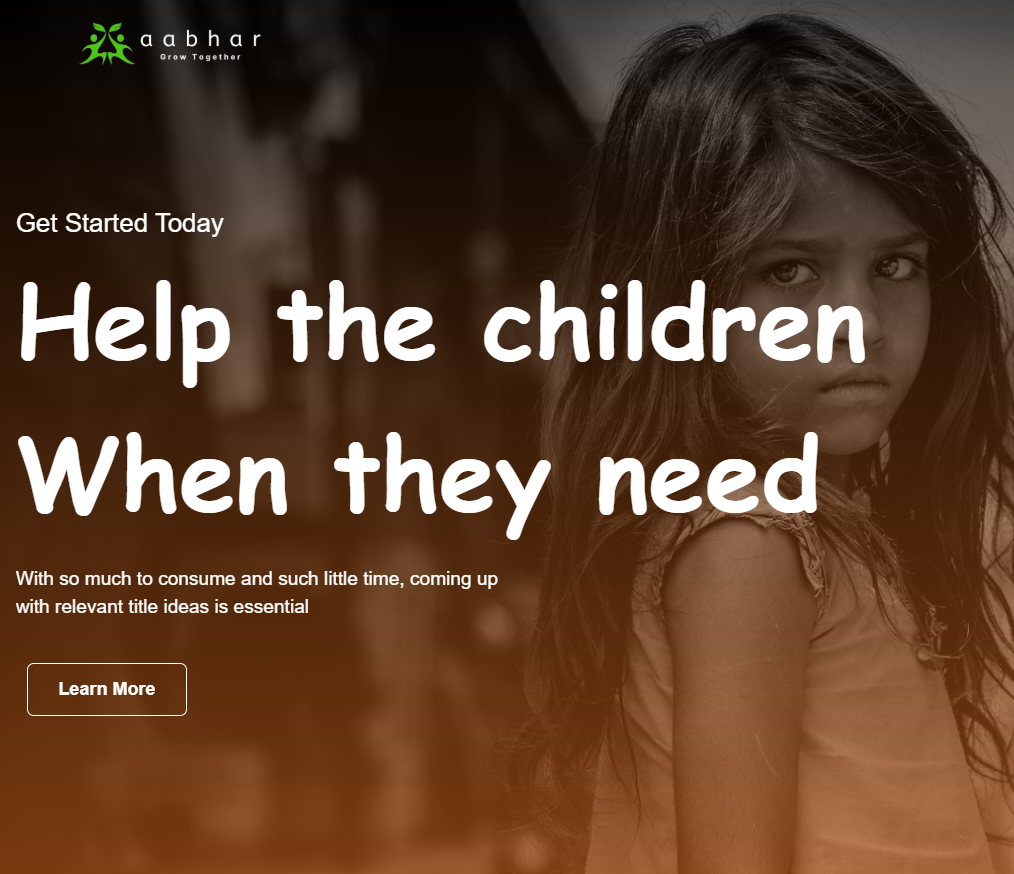 aabhar
Grow Together
Get Started Today
Help the children
When they need
With so much to consume and such little time, coming up
with relevant title ideas is essential
Learn More